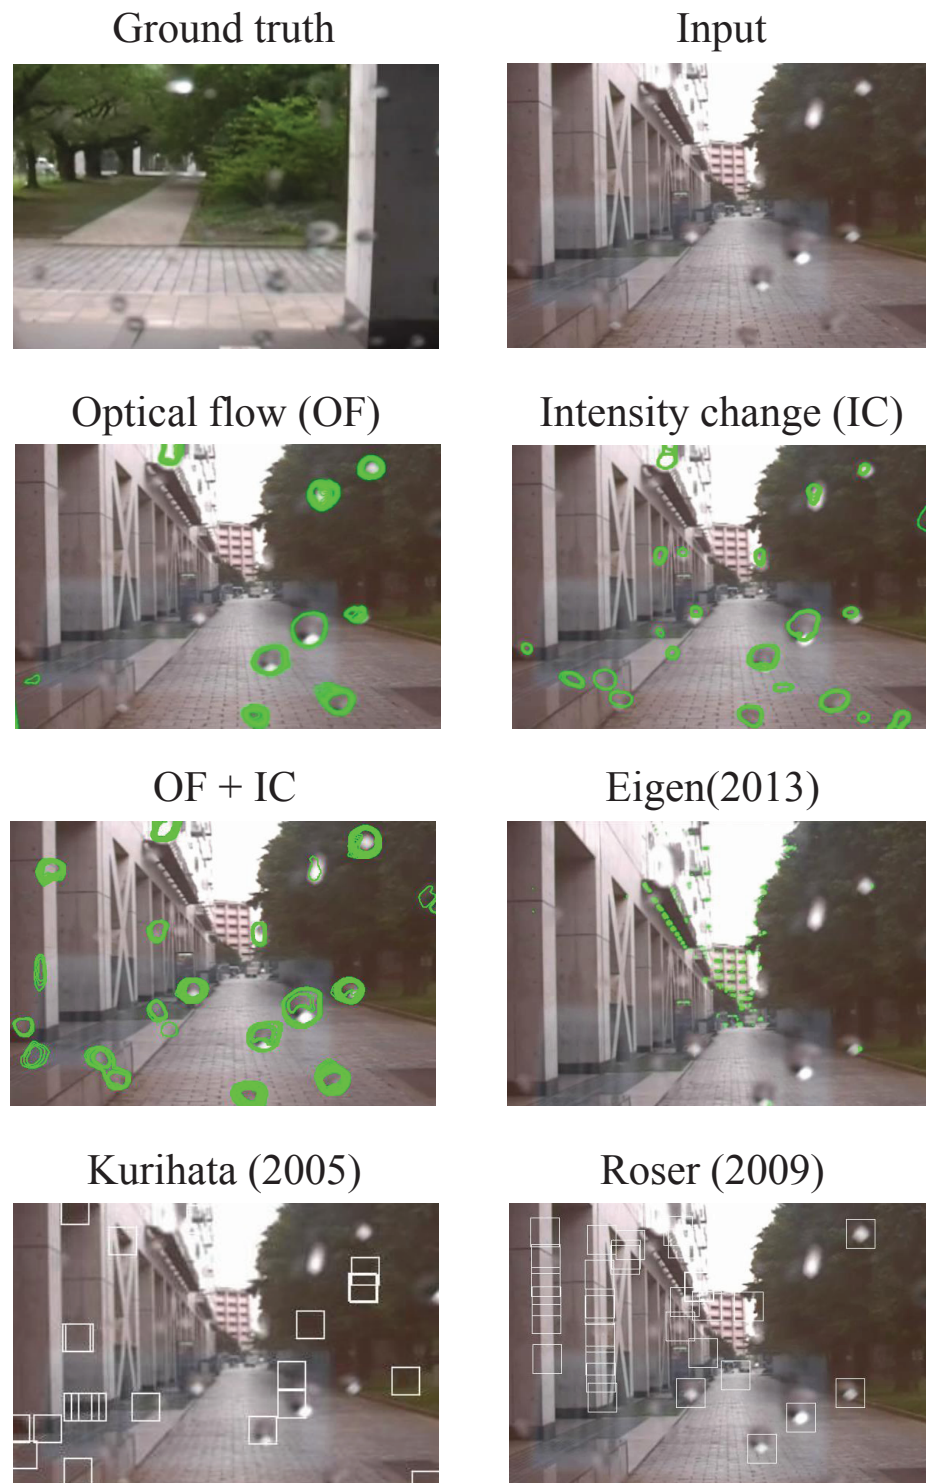 Ground truth
Input
Optical flow (OF)
Intensity change (IC)
OF + IC
Eigen(2013)
Kurihata (2005)
Roser (2009)